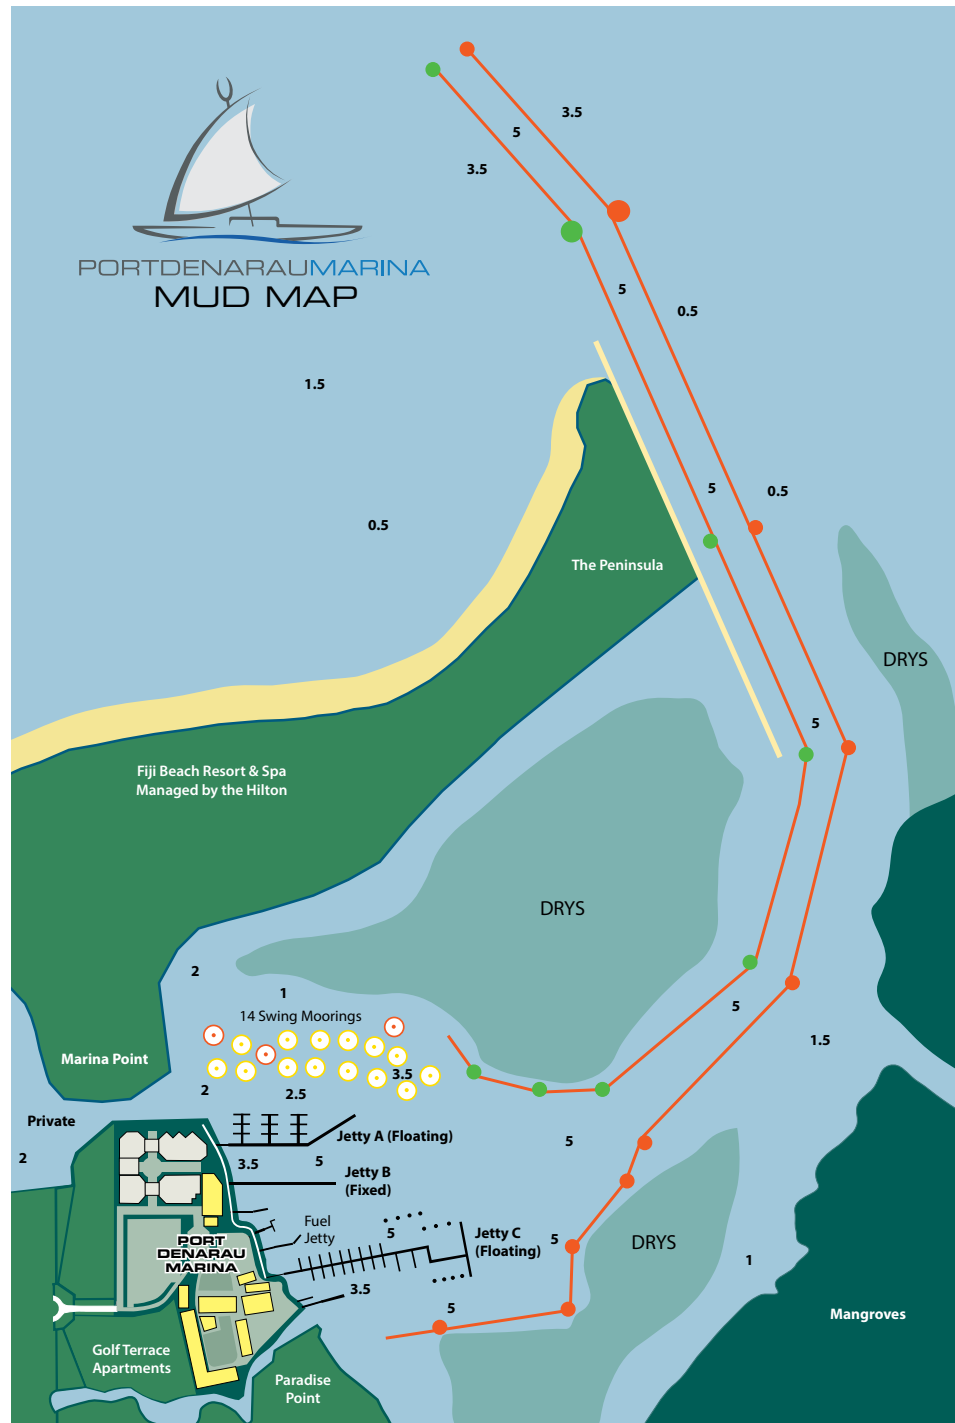 3.5
5
3.5
PORTDENARAUMARINA
MUD MAP
5
0.5
1.5
5
0.5
0.5
The Peninsula
DRYS
5
Fiji Beach Resort & Spa
Managed by the Hilton
DRYS
2
1
5
14 Swing Moorings
1.5
Marina Point
3.5
2
2.5
Private
Jetty A (Floating)
5
2
3.5
5
Jetty B
(Fixed)
Fuel
Jetty
5
Jetty C
(Floating)
5
DRYS
PORT
DENARAU
MARINA
1
3.5
5
Mangroves
Golf Terrace
Apartments
Paradise
Point